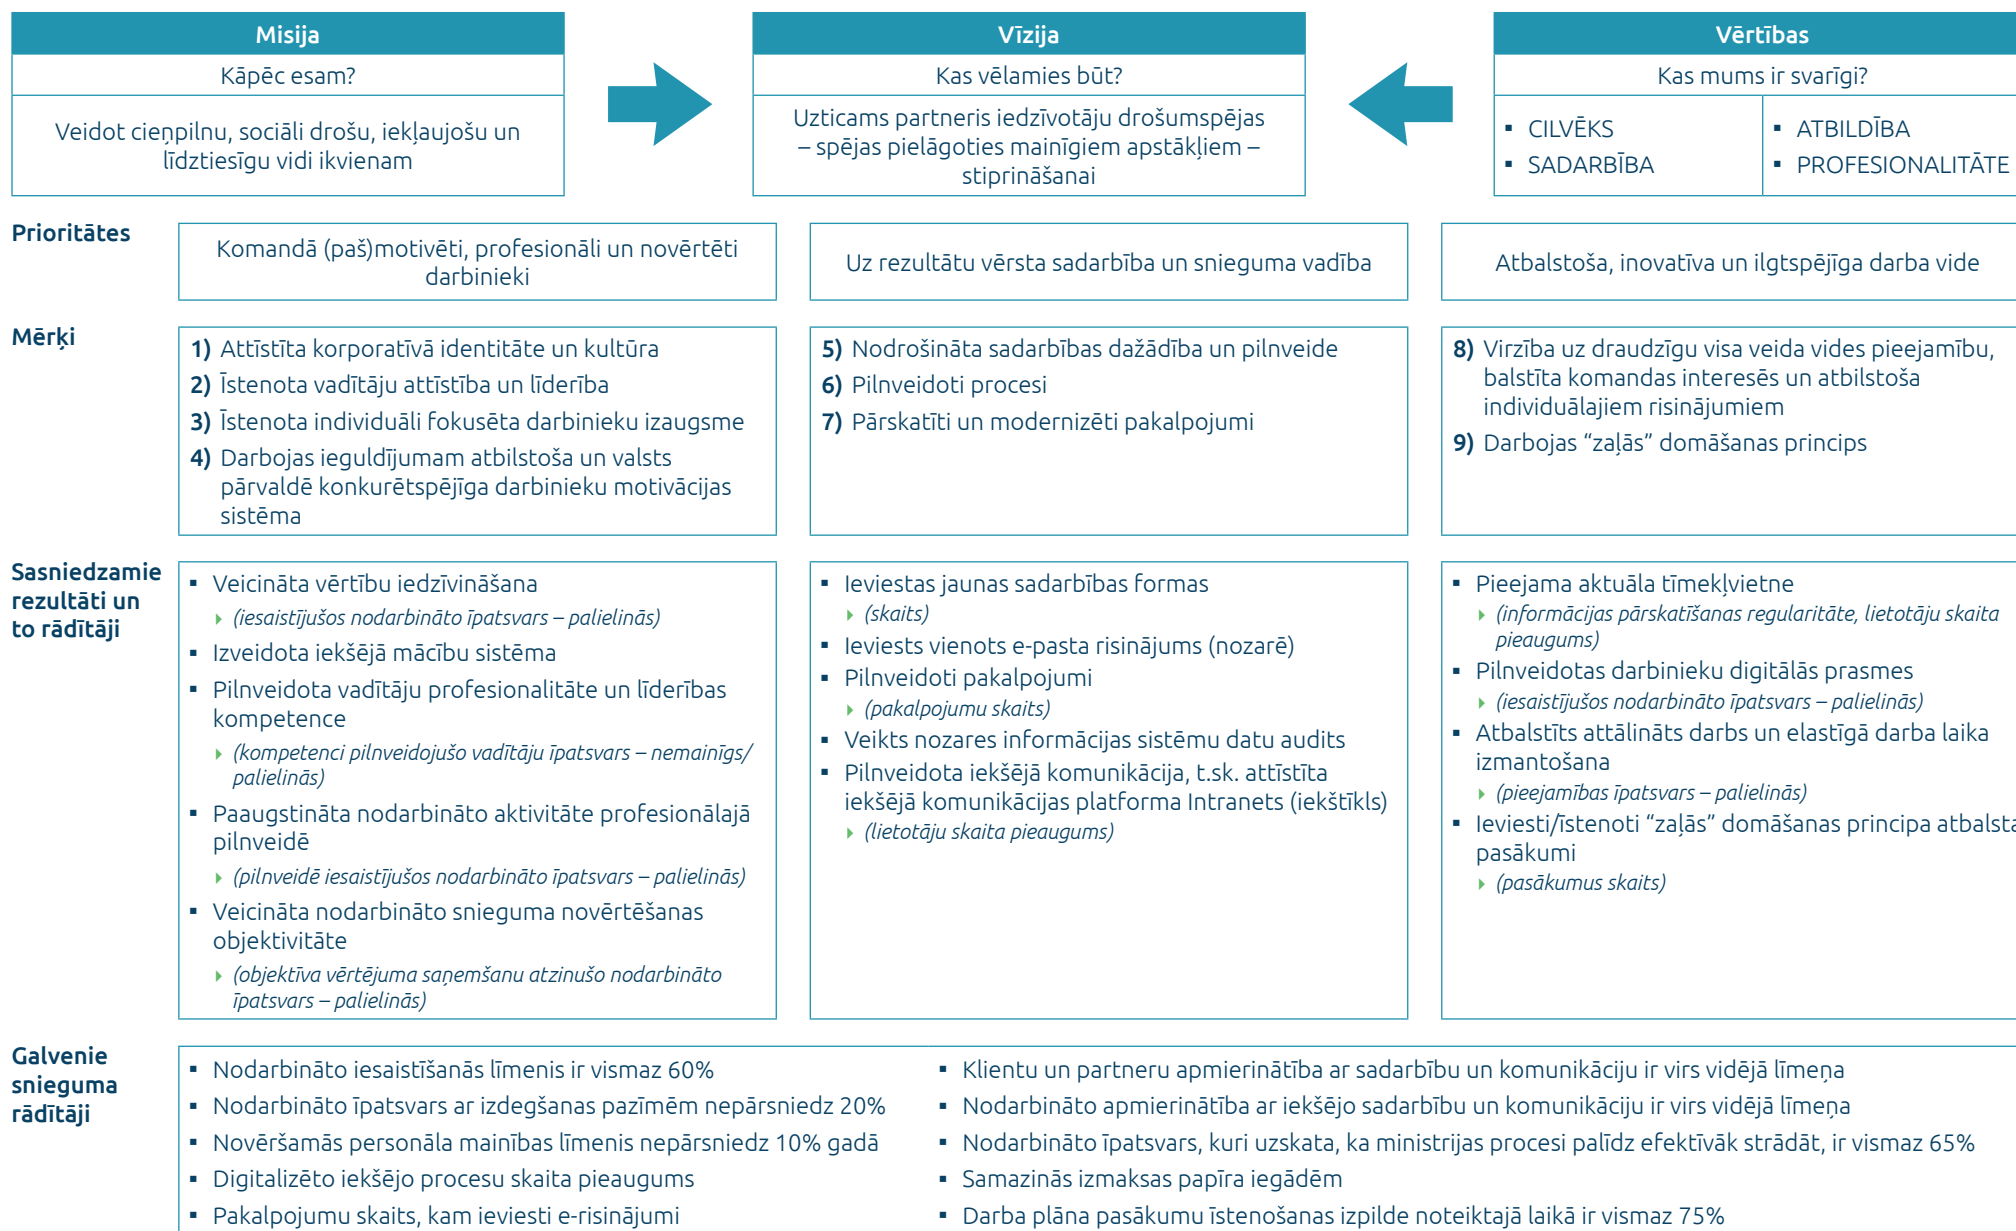 Misija
Kāpēc esam?
Veidot cieņpilnu, sociāli drošu, iekļaujošu un
līdztiesīgu vidi ikvienam
Vīzija
Kas vēlamies būt?
Uzticams partneris iedzīvotāju drošumspējas
– spējas pielāgoties mainīgiem apstākļiem –
stiprināšanai
Vērtības
Kas mums ir svarīgi?
▪ CILVĒKS
▪ SADARBĪBA
▪ ATBILDĪBA
▪ PROFESIONALITĀTE
Prioritātes
Komandā (paš)motivēti, profesionāli un novērtēti
darbinieki
Uz rezultātu vērsta sadarbība un snieguma vadība
Atbalstoša, inovatīva un ilgtspējīga darba vide
Mērķi
1) Attīstīta korporatīvā identitāte un kultūra
2) Īstenota vadītāju attīstība un līderība
3) Īstenota individuāli fokusēta darbinieku izaugsme
4) Darbojas ieguldījumam atbilstoša un valsts
pārvaldē konkurētspējīga darbinieku motivācijas
sistēma
5) Nodrošināta sadarbības dažādība un pilnveide
6) Pilnveidoti procesi
7) Pārskatīti un modernizēti pakalpojumi
8) Virzība uz draudzīgu visa veida vides pieejamību,
balstīta komandas interesēs un atbilstoša
individuālajiem risinājumiem
9) Darbojas “zaļās” domāšanas princips
Sasniedzamie
rezultāti un
to rādītāji
▪ Veicināta vērtību iedzīvināšana
(iesaistījušos nodarbināto īpatsvars – palielinās)
▪ Izveidota iekšējā mācību sistēma
▪ Pilnveidota vadītāju profesionalitāte un līderības
kompetence
(kompetenci pilnveidojušo vadītāju īpatsvars – nemainīgs/
palielinās)
▪ Paaugstināta nodarbināto aktivitāte profesionālajā
pilnveidē
(pilnveidē iesaistījušos nodarbināto īpatsvars – palielinās)
▪ Veicināta nodarbināto snieguma novērtēšanas
objektivitāte
(objektīva vērtējuma saņemšanu atzinušo nodarbināto
īpatsvars – palielinās)
▪ Ieviestas jaunas sadarbības formas
(skaits)
▪ Ieviests vienots e-pasta risinājums (nozarē)
▪ Pilnveidoti pakalpojumi
(pakalpojumu skaits)
▪ Veikts nozares informācijas sistēmu datu audits
▪ Pilnveidota iekšējā komunikācija, t.sk. attīstīta
iekšējā komunikācijas platforma Intranets (iekštīkls)
(lietotāju skaita pieaugums)
▪ Pieejama aktuāla tīmekļvietne
(informācijas pārskatīšanas regularitāte, lietotāju skaita
pieaugums)
▪ Pilnveidotas darbinieku digitālās prasmes
(iesaistījušos nodarbināto īpatsvars – palielinās)
▪ Atbalstīts attālināts darbs un elastīgā darba laika
izmantošana
(pieejamības īpatsvars – palielinās)
▪ Ieviesti/īstenoti “zaļās” domāšanas principa atbalsta
pasākumi
(pasākumus skaits)
Galvenie
snieguma
rādītāji
▪ Nodarbināto iesaistīšanās līmenis ir vismaz 60%
▪ Nodarbināto īpatsvars ar izdegšanas pazīmēm nepārsniedz 20%
▪ Novēršamās personāla mainības līmenis nepārsniedz 10% gadā
▪ Digitalizēto iekšējo procesu skaita pieaugums
▪ Pakalpojumu skaits, kam ieviesti e-risinājumi
▪ Klientu un partneru apmierinātība ar sadarbību un komunikāciju ir virs vidējā līmeņa
▪ Nodarbināto apmierinātība ar iekšējo sadarbību un komunikāciju ir virs vidējā līmeņa
▪ Nodarbināto īpatsvars, kuri uzskata, ka ministrijas procesi palīdz efektīvāk strādāt, ir vismaz 65%
▪ Samazinās izmaksas papīra iegādēm
▪ Darba plāna pasākumu īstenošanas izpilde noteiktajā laikā ir vismaz 75%